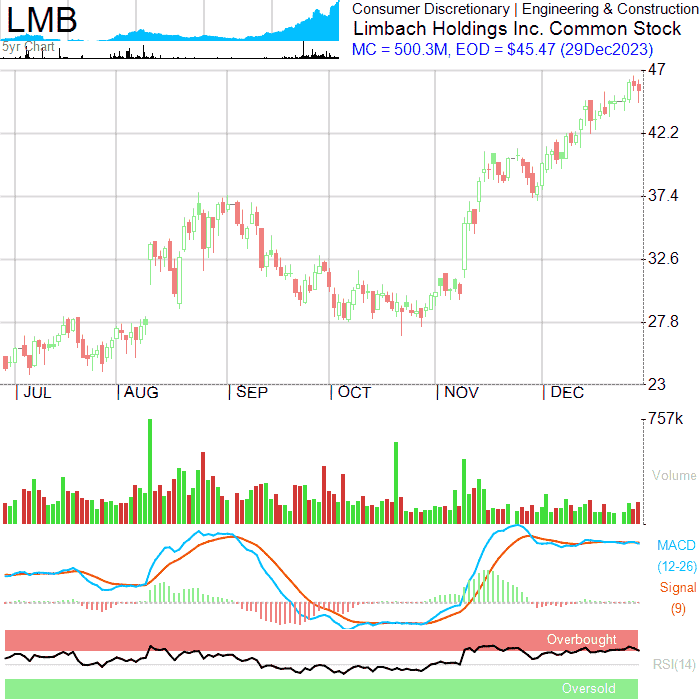 LMB
5yr Chart
Consumer Discretionary | Engineering & Construction
Limbach Holdings Inc. Common Stock
MC = 500.3M, EOD = $45.47 (29Dec2023)
47
42.2
37.4
32.6
27.8
23
JUL AUG SEP OCT NOV DEC
757k
Volume
MACD
(12-26)
Signal
(9)
Overbought
RSI(14)
Oversold